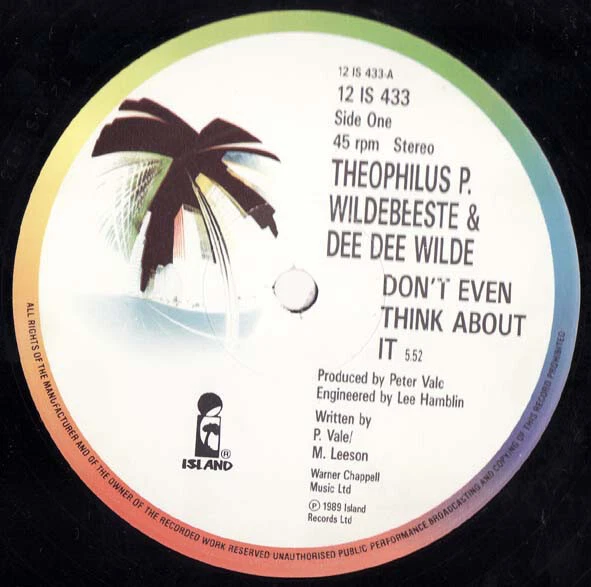 12 IS 433-A
12 IS 433
Side One
45 rpm Stereo
THEOPHILUS P.
WILDEBEESTE &
DEE DEE WILDE
DON'T EVEN
THINK ABOUT
IT 5.52
Produced by Peter Vale
Engineered by Lee Hamblin
Written by
P. Vale/
M. Leeson
Warner Chappell
Music Ltd
℗ 1989 Island
Records Ltd
ISLAND ®
ALL RIGHTS OF THE MANUFACTURER AND OF THE OWNER OF THE RECORDED WORK RESERVED UNAUTHORISED PUBLIC PERFORMANCE BROADCASTING AND COPYING OF THIS RECORD PROHIBITED